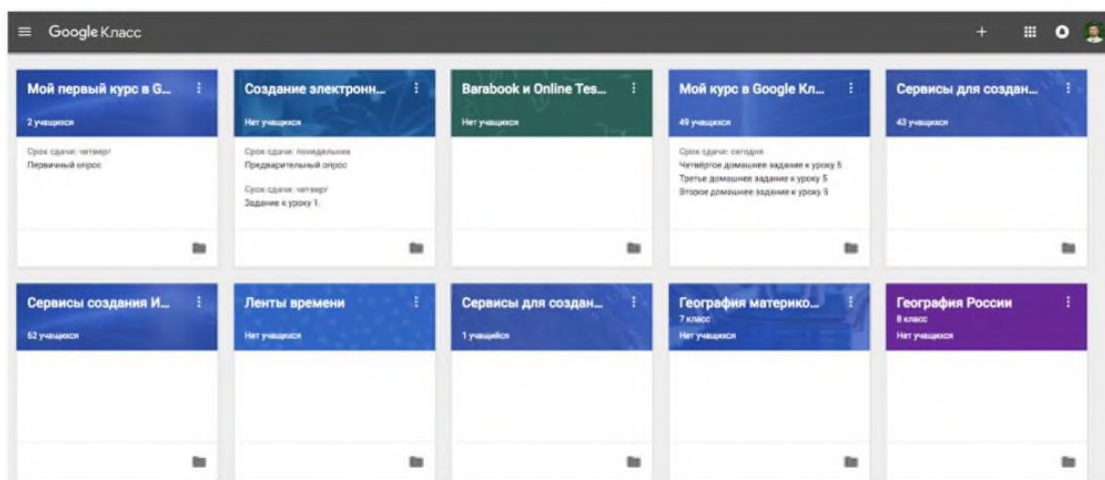 Google Класс
Мой первый курс в G...
2 учащихся
Срок сдачи: четверг
Первичный опрос
Создание электронн...
Нет учащихся
Срок сдачи: понедельник
Предварительный опрос
Срок сдачи: четверг
Задание к уроку 1.
Barabook и Online Tes...
Нет учащихся
Мой курс в Google Кл...
49 учащихся
Срок сдачи: сегодня
Четвёртое домашнее задание к уроку 5
Третье домашнее задание к уроку 5
Второе домашнее задание к уроку 5
Сервисы для создан...
43 учащихся
Сервисы создания И...
62 учащихся
Ленты времени
Нет учащихся
Сервисы для создан...
1 учащийся
География материко...
7 класс
Нет учащихся
География России
8 класс
Нет учащихся